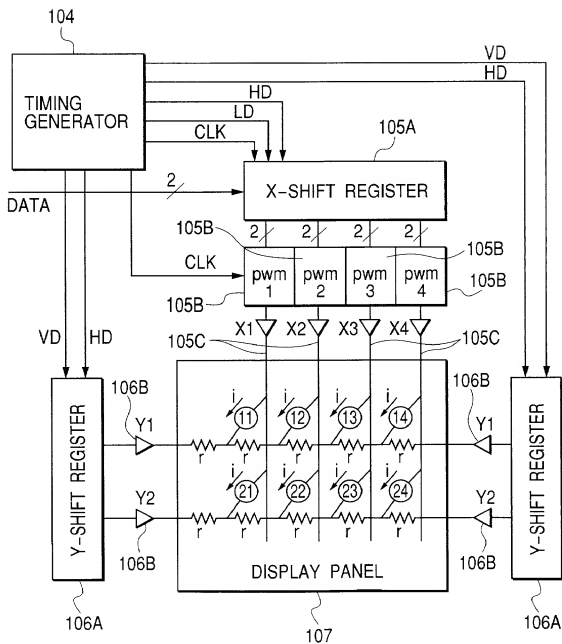 104
TIMING
GENERATOR
VD
HD
HD
LD
CLK
105A
X-SHIFT REGISTER
2
DATA
2 2 2 2
105B
105B
CLK
pwm
1
pwm
2
pwm
3
pwm
4
105B
105B
X1 X2 X3 X4
105C
105C
VD HD
106B
106B
Y1
Y1
i i i i
11 12 13 14
r r r r r
Y2
Y2
i i i i
21 22 23 24
r r r r r
106B
106B
Y-SHIFT REGISTER
Y-SHIFT REGISTER
DISPLAY PANEL
106A
107
106A